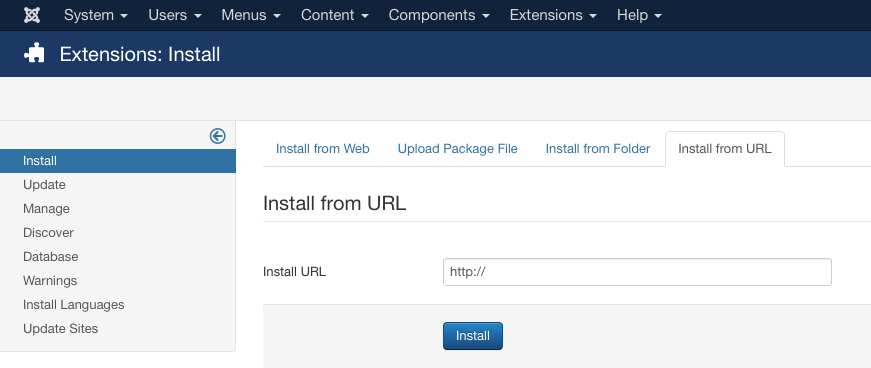 System Users Menus Content Components Extensions Help
Extensions: Install
Install from Web Upload Package File Install from Folder Install from URL
Install
Update
Manage
Discover
Database
Warnings
Install Languages
Update Sites
Install from URL
Install URL http://
Install